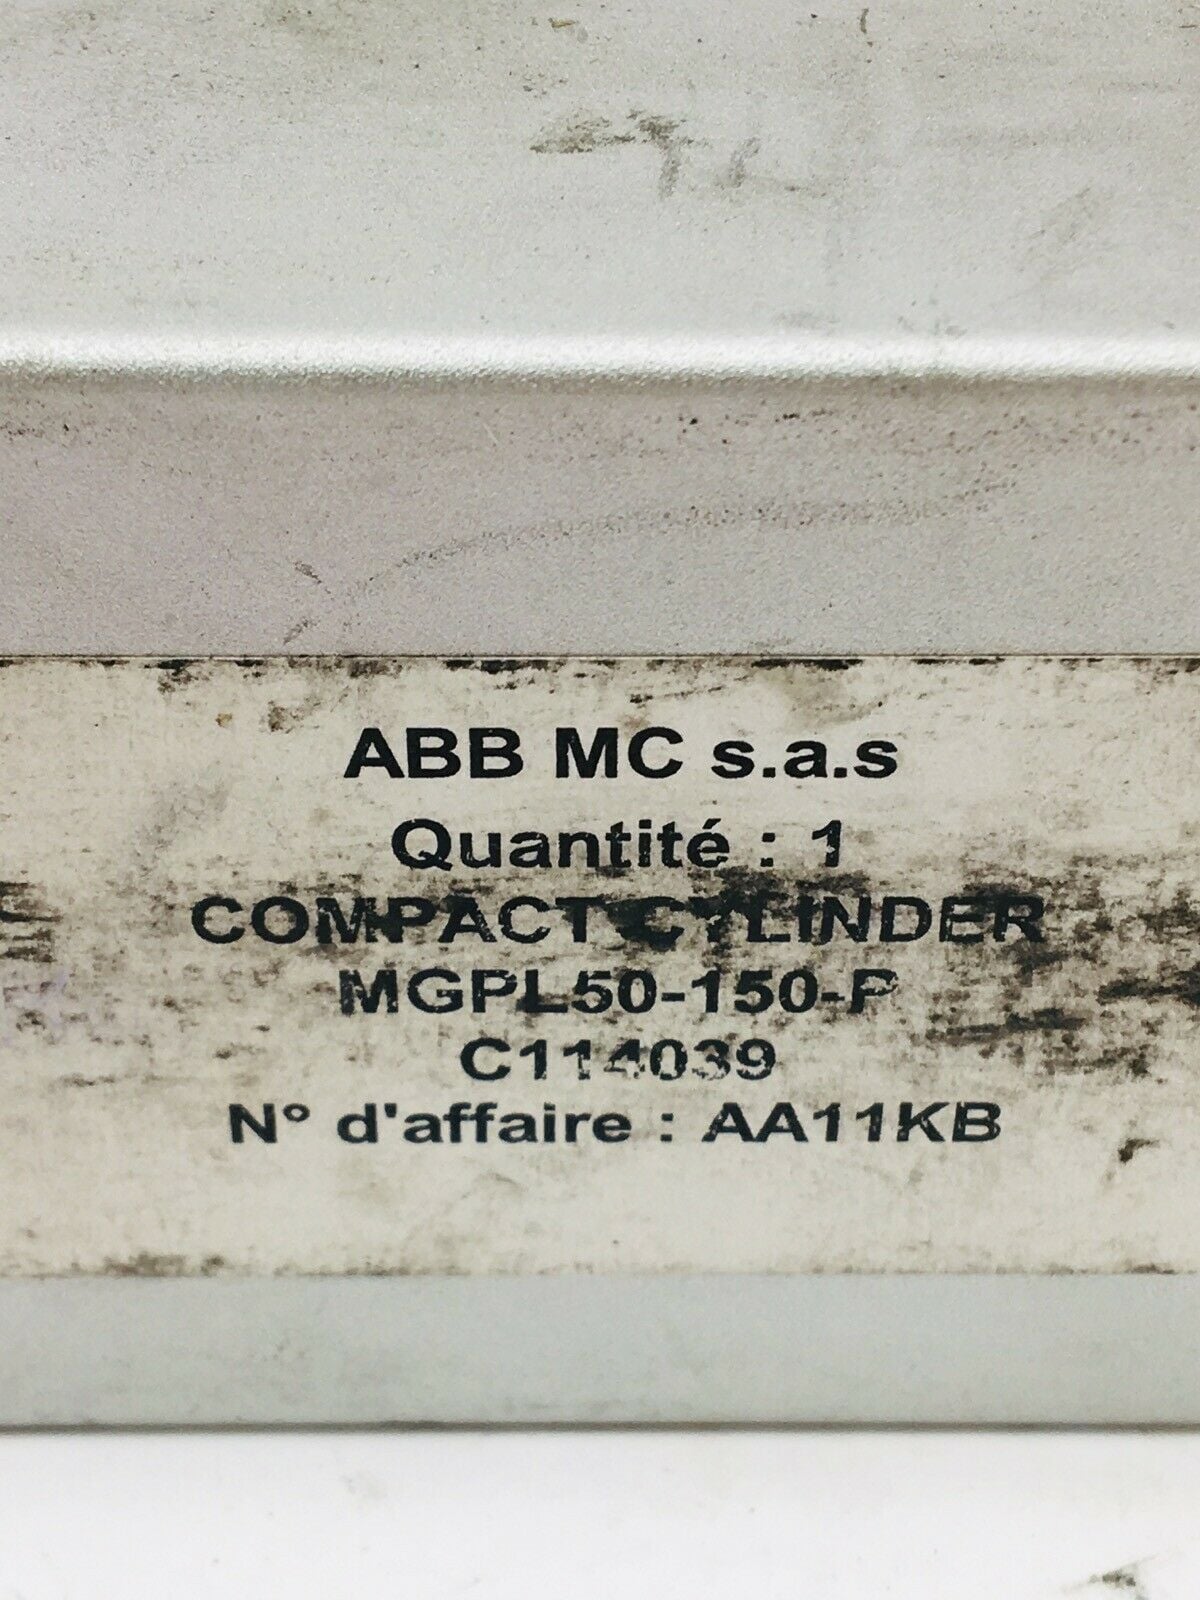 ABB MC s.a.s
Quantité : 1
COMPACT CYLINDER
MGPL50-150-P
C114039
N° d'affaire : AA11KB